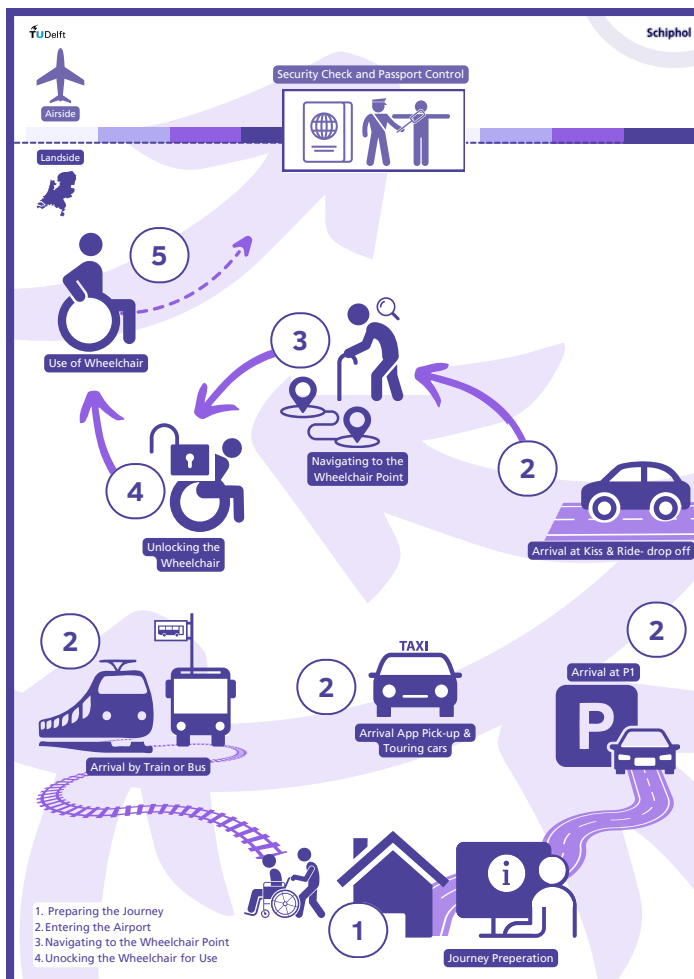 TUDelft
Schiphol
Security Check and Passport Control
Airside
Landside
5
Use of Wheelchair
3
Navigating to the
Wheelchair Point
2
Arrival at Kiss & Ride- drop off
4
Unlocking the
Wheelchair
2
Arrival by Train or Bus
2
TAXI
Arrival App Pick-up &
Touring cars
2
Arrival at P1
P
i
1
Journey Preperation
1. Preparing the Journey
2. Entering the Airport
3. Navigating to the Wheelchair Point
4. Unocking the Wheelchair for Use